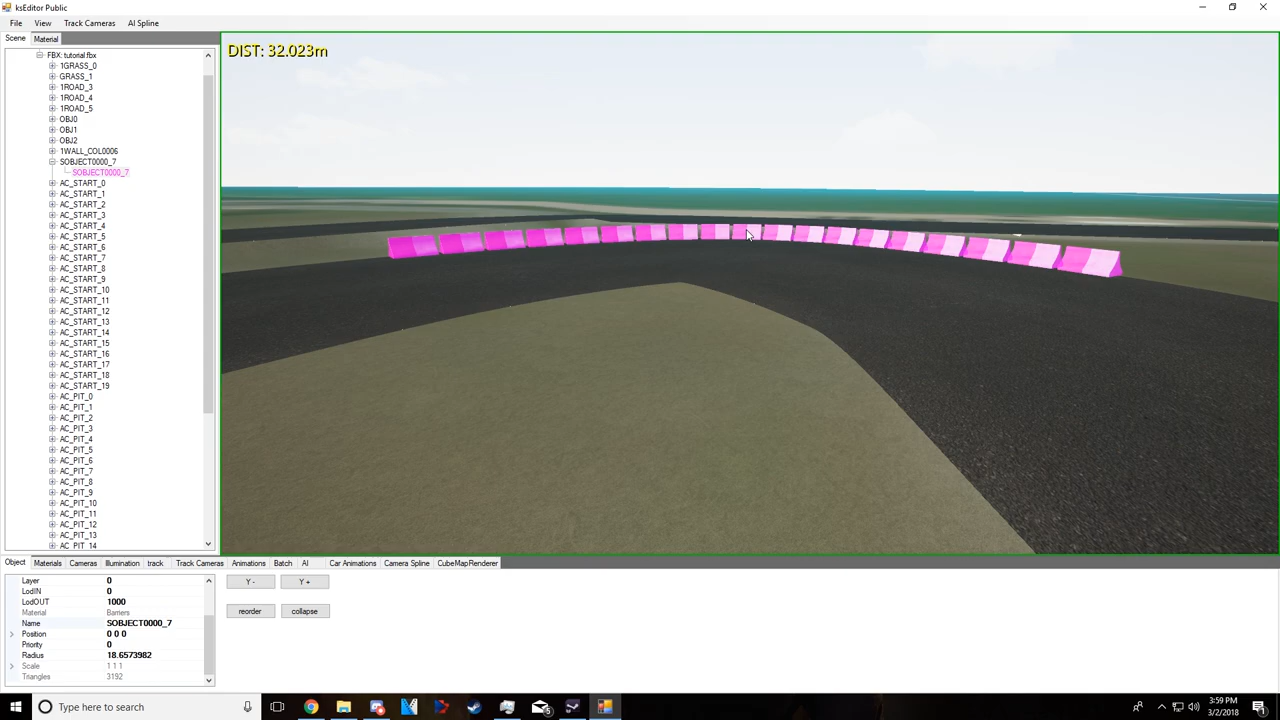 ksEditor Public
File View Track Cameras AI Spline
Scene Material
FBX: tutorial.fbx
1GRASS_0
GRASS_1
1ROAD_3
1ROAD_4
1ROAD_5
OBJ0
OBJ1
OBJ2
1WALL_COL0006
SOBJECT0000_7
SOBJECT0000_7
AC_START_0
AC_START_1
AC_START_2
AC_START_3
AC_START_4
AC_START_5
AC_START_6
AC_START_7
AC_START_8
AC_START_9
AC_START_10
AC_START_11
AC_START_12
AC_START_13
AC_START_14
AC_START_15
AC_START_16
AC_START_17
AC_START_18
AC_START_19
AC_PIT_0
AC_PIT_1
AC_PIT_2
AC_PIT_3
AC_PIT_4
AC_PIT_5
AC_PIT_6
AC_PIT_7
AC_PIT_8
AC_PIT_9
AC_PIT_10
AC_PIT_11
AC_PIT_12
AC_PIT_13
AC_PIT_14
DIST: 32.023m
Object Materials Cameras Illumination track Track Cameras Animations Batch AI Car Animations Camera Spline CubeMapRenderer
Layer 0
LodIN 0
LodOUT 1000
Material Barriers
Name SOBJECT0000_7
Position 0 0 0
Priority 0
Radius 18.6573982
Scale 1 1 1
Triangles 3192
Y - Y +
reorder collapse
Type here to search
3:59 PM
3/2/2018